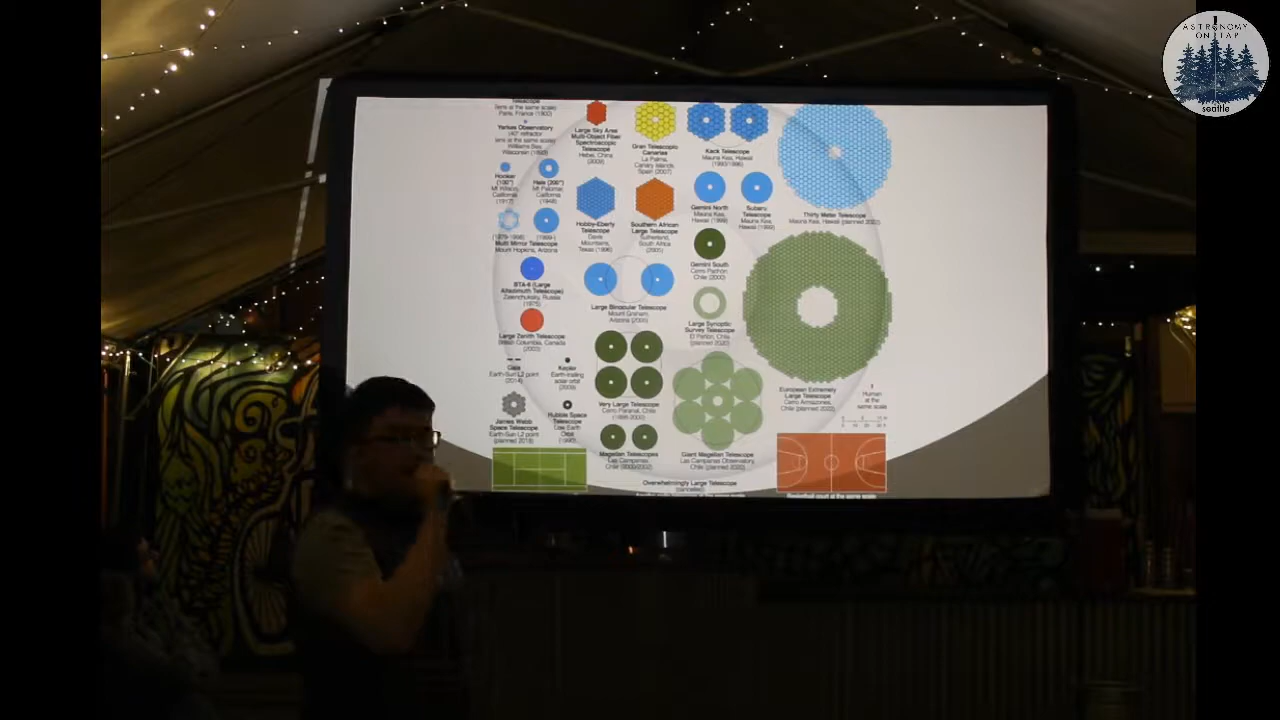 Telescope
(lens at the same scale)
Paris, France (1900)
Yerkes Observatory
(40" refractor
lens at the same scale)
Williams Bay,
Wisconsin (1893)
Hooker
(100")
Mt Wilson,
California
(1917)
Hale (200")
Mt Palomar,
California
(1948)
(1979-1998) (1999-)
Multi Mirror Telescope
Mount Hopkins, Arizona
BTA-6 (Large
Altazimuth Telescope)
Zelenchuksky, Russia
(1975)
Large Zenith Telescope
British Columbia, Canada
(2003)
Gaia
Earth-Sun L2 point
(2014)
Kepler
Earth-trailing
solar orbit
(2009)
James Webb
Space Telescope
Earth-Sun L2 point
(planned 2018)
Hubble Space
Telescope
Low Earth
Orbit
(1990)
Large Sky Area
Multi-Object Fiber
Spectroscopic
Telescope
Hebei, China
(2009)
Gran Telescopio
Canarias
La Palma,
Canary Islands,
Spain (2007)
Keck Telescope
Mauna Kea, Hawaii
(1993/1996)
Hobby-Eberly
Telescope
Davis
Mountains,
Texas (1996)
Southern African
Large Telescope
Sutherland,
South Africa
(2005)
Gemini North
Mauna Kea,
Hawaii (1999)
Subaru
Telescope
Mauna Kea,
Hawaii (1999)
Thirty Meter Telescope
Mauna Kea, Hawaii (planned 2022)
Large Binocular Telescope
Mount Graham,
Arizona (2005)
Gemini South
Cerro Pachón,
Chile (2000)
Large Synoptic
Survey Telescope
El Peñón, Chile
(planned 2020)
Very Large Telescope
Cerro Paranal, Chile
(1998-2000)
Magellan Telescopes
Las Campanas,
Chile (2000/2002)
Giant Magellan Telescope
Las Campanas Observatory,
Chile (planned 2020)
European Extremely
Large Telescope
Cerro Armazones,
Chile (planned 2022)
Human
at the
same scale
Overwhelmingly Large Telescope
(cancelled)
Basketball court at the same scale
ASTRONOMY
ON TAP
seattle